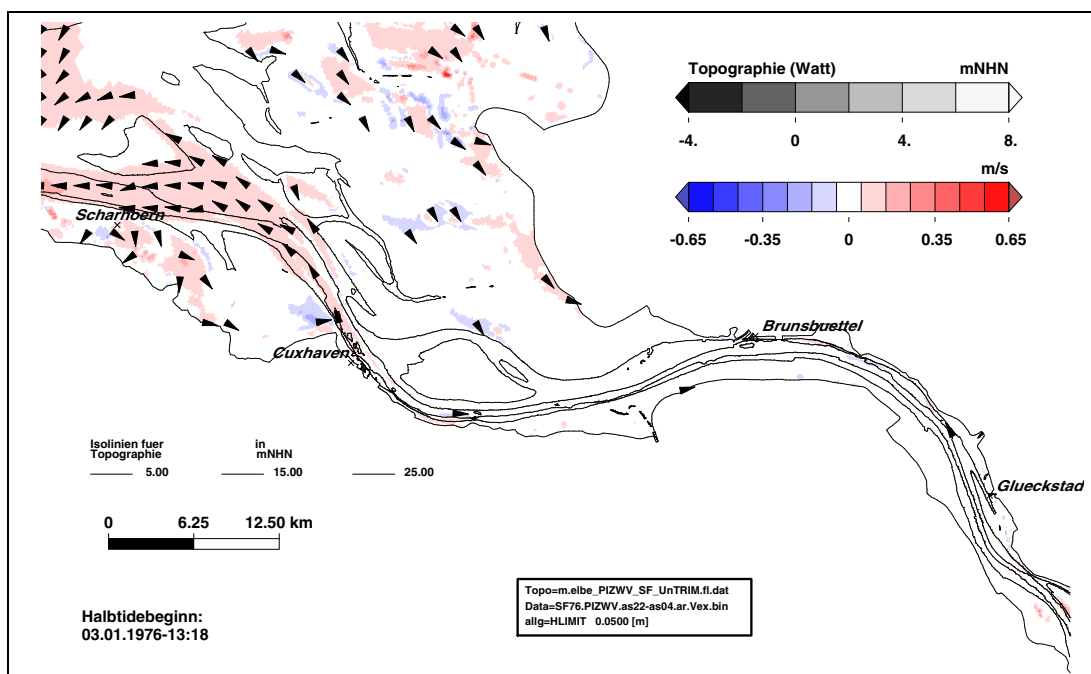 Topographie (Watt) mNHN
-4. 0 4. 8.
m/s
-0.65 -0.35 0 0.35 0.65
Scharhoern
Brunsbuettel
Cuxhaven
Glueckstad
Isolinien fuer in
Topographie mNHN
5.00 15.00 25.00
0 6.25 12.50 km
Halbtidebeginn:
03.01.1976-13:18
Topo=m.elbe_PIZWV_SF_UnTRIM.fl.dat
Data=SF76.PIZWV.as22-as04.ar.Vex.bin
allg=HLIMIT 0.0500 [m]